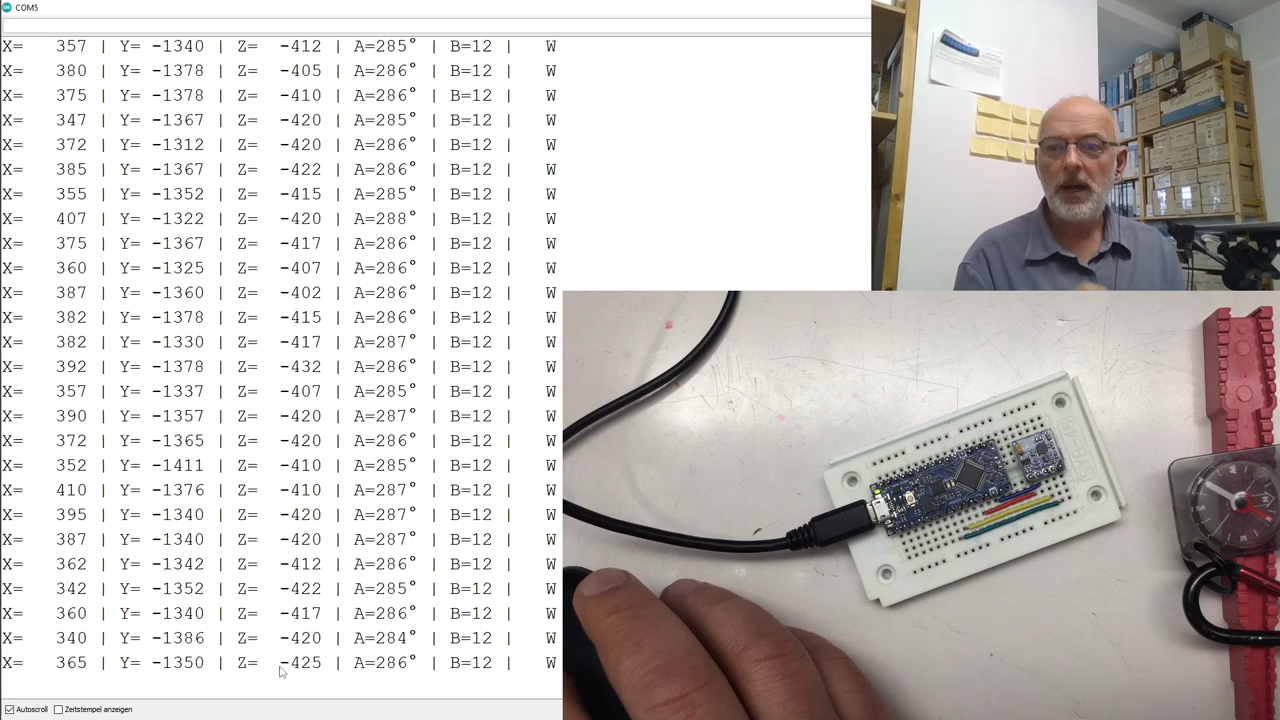 COM5
X= 357 | Y= -1340 | Z= -412 | A=285° | B=12 | W
X= 380 | Y= -1378 | Z= -405 | A=286° | B=12 | W
X= 375 | Y= -1378 | Z= -410 | A=286° | B=12 | W
X= 347 | Y= -1367 | Z= -420 | A=285° | B=12 | W
X= 372 | Y= -1312 | Z= -420 | A=286° | B=12 | W
X= 385 | Y= -1367 | Z= -422 | A=286° | B=12 | W
X= 355 | Y= -1352 | Z= -415 | A=285° | B=12 | W
X= 407 | Y= -1322 | Z= -420 | A=288° | B=12 | W
X= 375 | Y= -1367 | Z= -417 | A=286° | B=12 | W
X= 360 | Y= -1325 | Z= -407 | A=286° | B=12 | W
X= 387 | Y= -1360 | Z= -402 | A=286° | B=12 | W
X= 382 | Y= -1378 | Z= -415 | A=286° | B=12 | W
X= 382 | Y= -1330 | Z= -417 | A=287° | B=12 | W
X= 392 | Y= -1378 | Z= -432 | A=286° | B=12 | W
X= 357 | Y= -1337 | Z= -407 | A=285° | B=12 | W
X= 390 | Y= -1357 | Z= -420 | A=287° | B=12 | W
X= 372 | Y= -1365 | Z= -420 | A=286° | B=12 | W
X= 352 | Y= -1411 | Z= -410 | A=285° | B=12 | W
X= 410 | Y= -1376 | Z= -410 | A=287° | B=12 | W
X= 395 | Y= -1340 | Z= -420 | A=287° | B=12 | W
X= 387 | Y= -1340 | Z= -420 | A=287° | B=12 | W
X= 362 | Y= -1342 | Z= -412 | A=286° | B=12 | W
X= 342 | Y= -1352 | Z= -422 | A=285° | B=12 | W
X= 360 | Y= -1340 | Z= -417 | A=286° | B=12 | W
X= 340 | Y= -1386 | Z= -420 | A=284° | B=12 | W
X= 365 | Y= -1350 | Z= -425 | A=286° | B=12 | W
Autoscroll Zeitstempel anzeigen
SYB-46